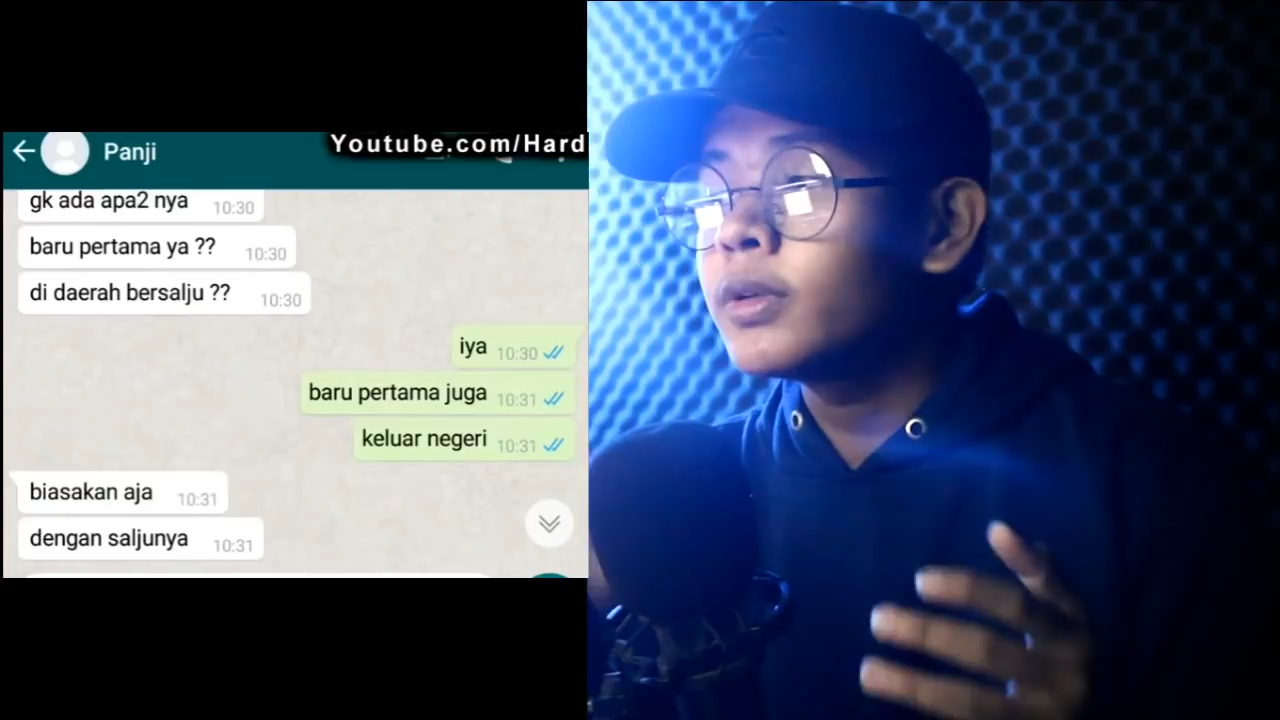 Youtube.com/Hard
Panji
gk ada apa2 nya 10:30
baru pertama ya ?? 10:30
di daerah bersalju ?? 10:30
iya 10:30
baru pertama juga 10:31
keluar negeri 10:31
biasakan aja 10:31
dengan saljunya 10:31